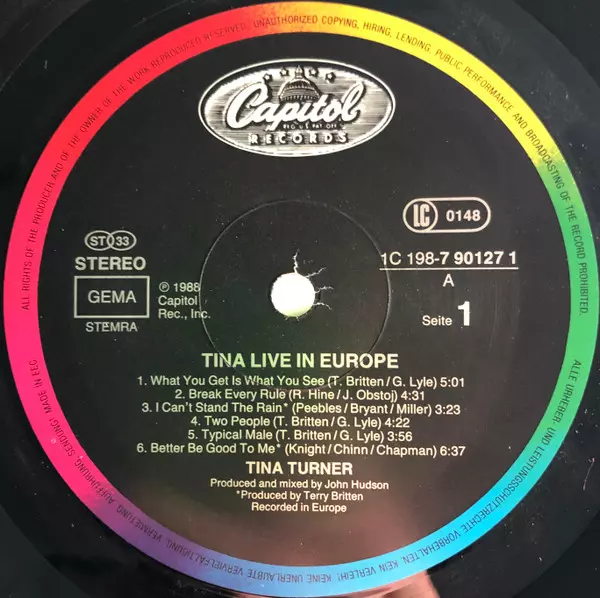 ALL RIGHTS OF THE PRODUCER AND OF THE OWNER OF THE WORK REPRODUCED RESERVED. UNAUTHORIZED COPYING, HIRING, LENDING, PUBLIC PERFORMANCE AND BROADCASTING OF THE RECORD PROHIBITED.
Capitol
REG. U.S. PAT. OFF.
RECORDS
LC 0148
ST 33
STEREO
GEMA
STEMRA
℗ 1988
Capitol
Rec., Inc.
1C 198-7 90127 1
A
Seite 1
TINA LIVE IN EUROPE
1. What You Get Is What You See (T. Britten / G. Lyle) 5:01
2. Break Every Rule (R. Hine / J. Obstoj) 4:31
3. I Can't Stand The Rain* (Peebles / Bryant / Miller) 3:23
4. Two People (T. Britten / G. Lyle) 4:22
5. Typical Male (T. Britten / G. Lyle) 3:56
6. Better Be Good To Me* (Knight / Chinn / Chapman) 6:37
TINA TURNER
Produced and mixed by John Hudson
*Produced by Terry Britten
Recorded in Europe
ALLE URHEBER- UND LEISTUNGSSCHUTZRECHTE VORBEHALTEN. KEIN VERLEIH! KEINE UNERLAUBTE VERVIELFÄLTIGUNG, VERMIETUNG, AUFFÜHRUNG, SENDUNG! MADE IN EEC